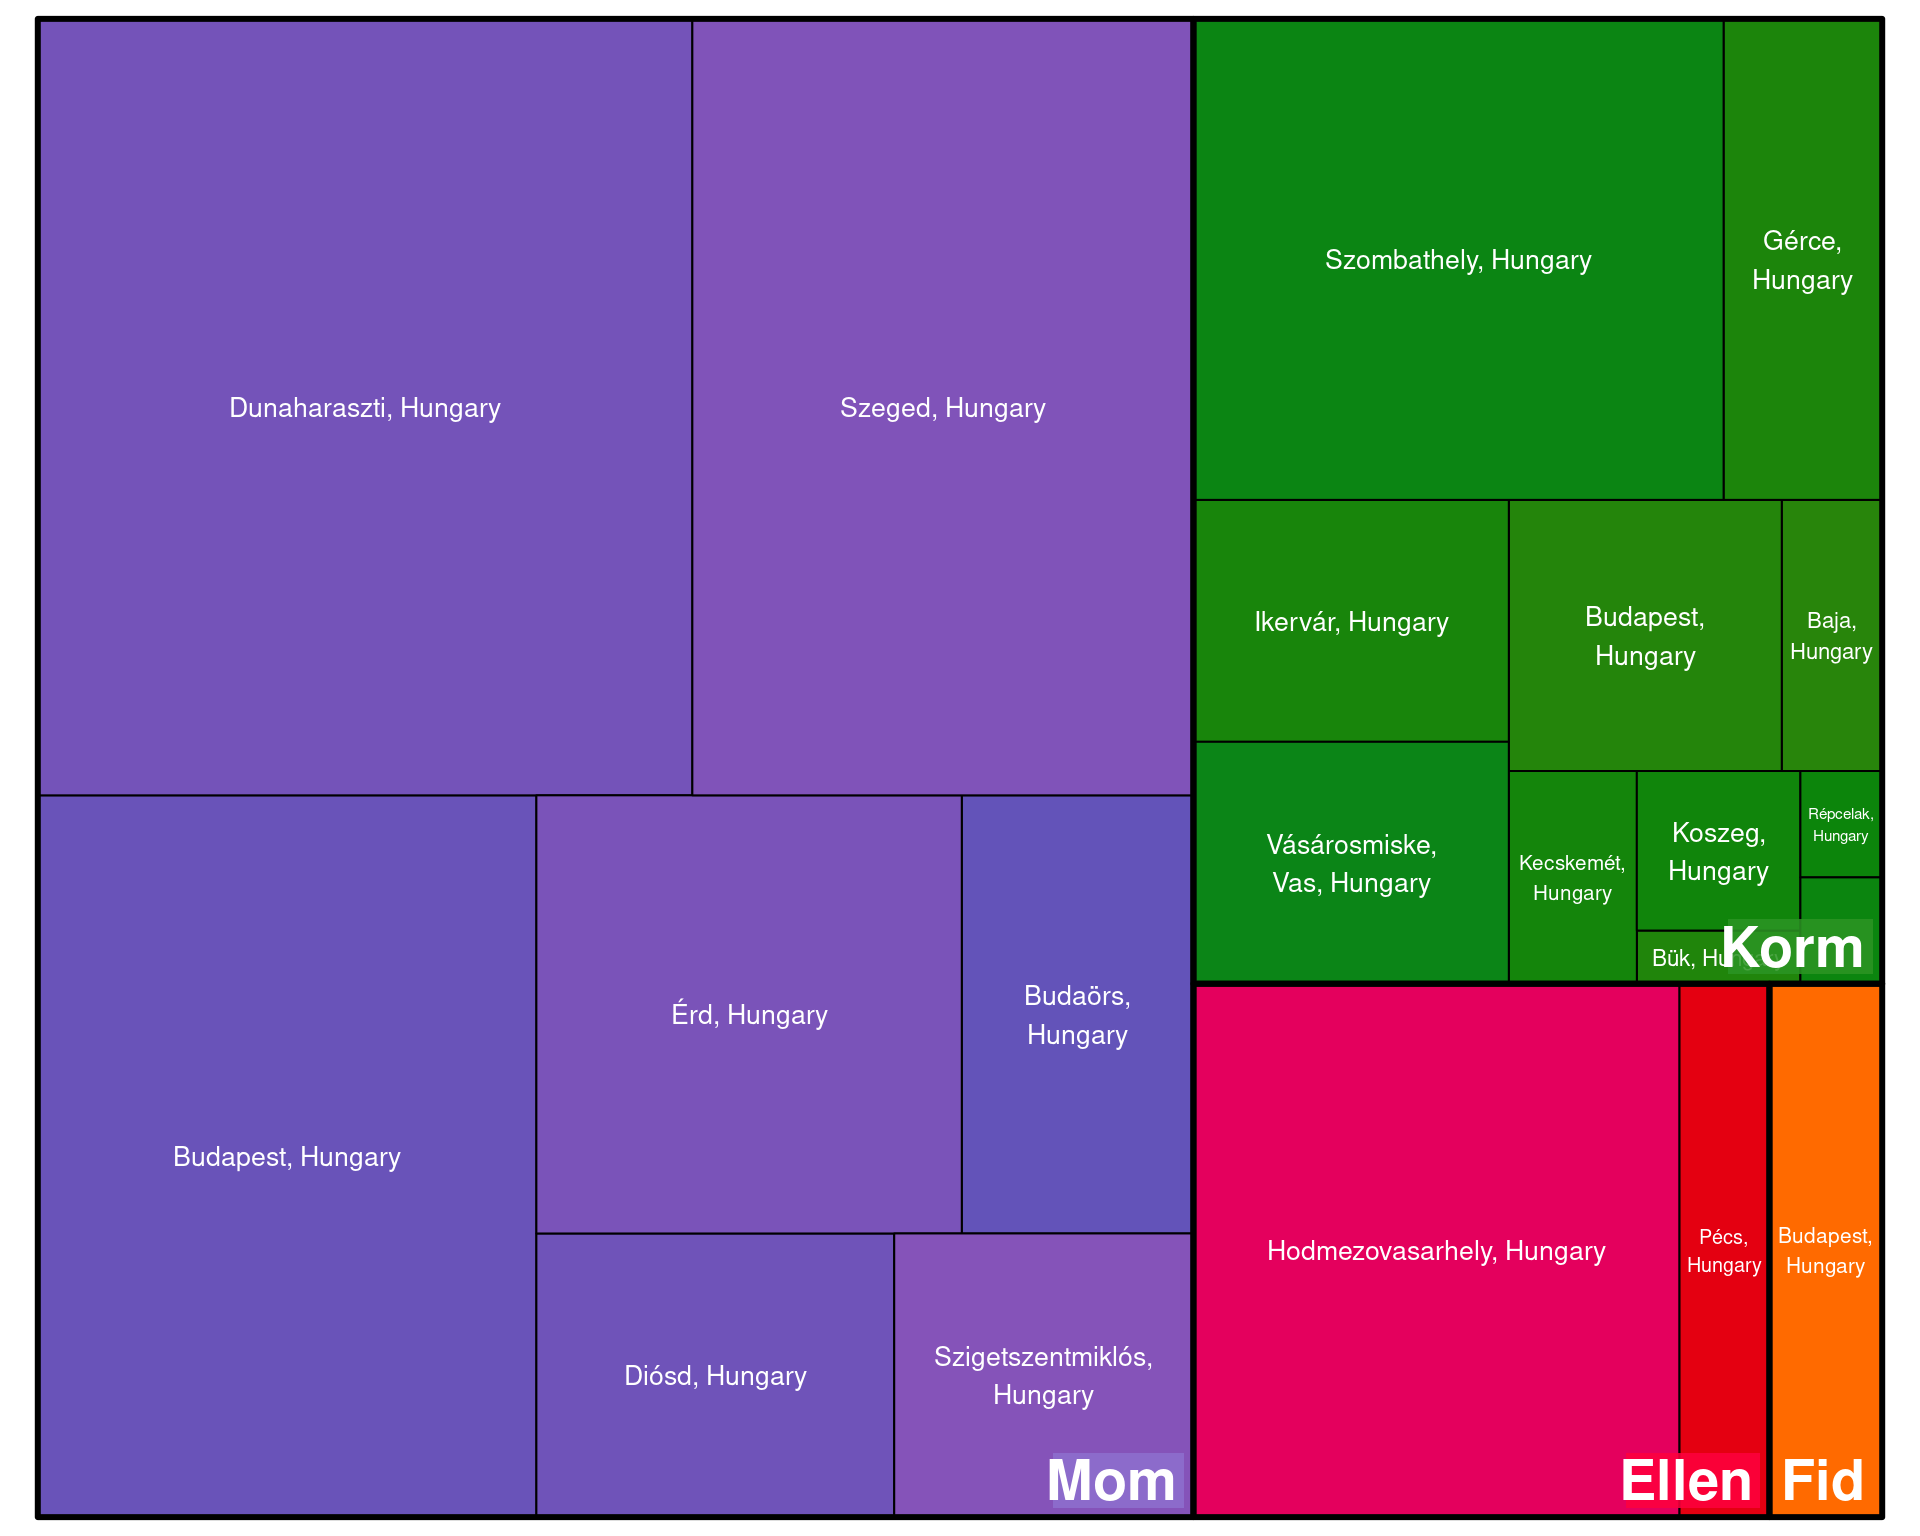 Dunaharaszti, Hungary
Szeged, Hungary
Budapest, Hungary
Érd, Hungary
Budaörs,
Hungary
Diósd, Hungary
Szigetszentmiklós,
Hungary
Mom
Szombathely, Hungary
Gérce,
Hungary
Ikervár, Hungary
Budapest,
Hungary
Baja,
Hungary
Vásárosmiske,
Vas, Hungary
Kecskemét,
Hungary
Koszeg,
Hungary
Répcelak,
Hungary
Bük, Hungary
Korm
Hodmezovasarhely, Hungary
Pécs,
Hungary
Ellen
Budapest,
Hungary
Fid